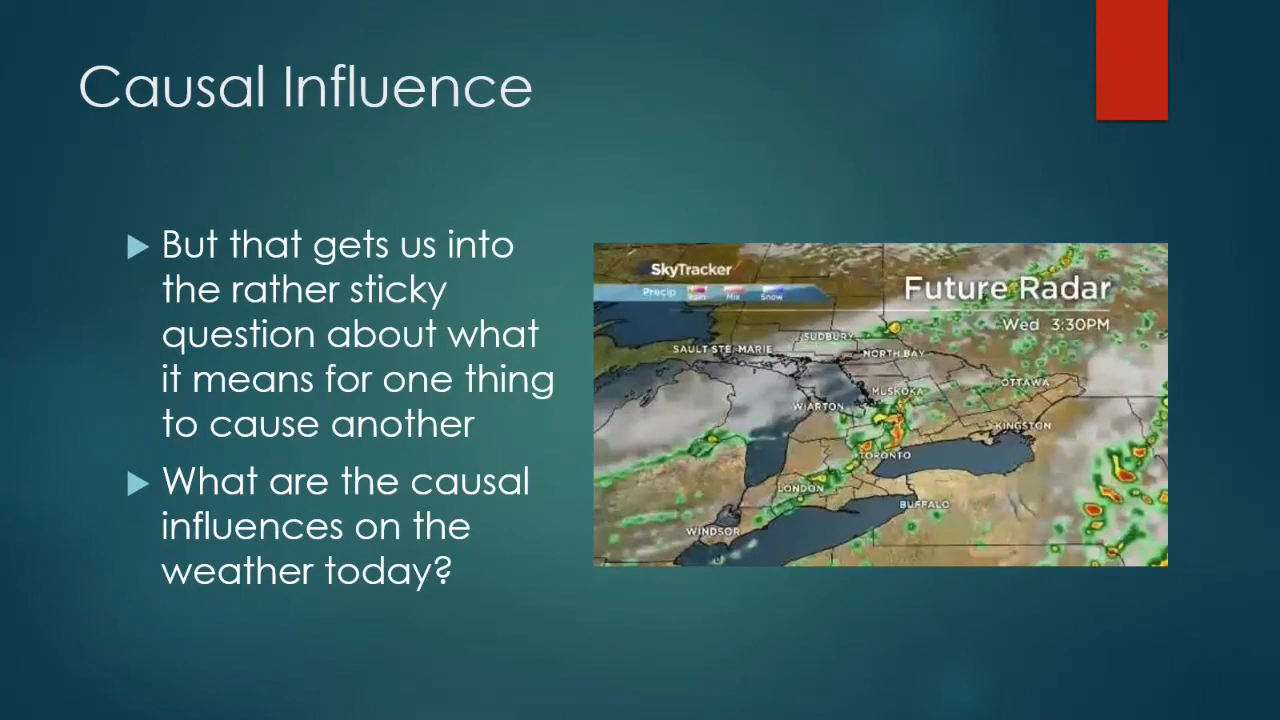 Causal Influence
But that gets us into
the rather sticky
question about what
it means for one thing
to cause another
What are the causal
influences on the
weather today?
SkyTracker
Precip Rain Mix Snow
Future Radar
Wed 3:30PM
SUDBURY
SAULT STE. MARIE
NORTH BAY
MUSKOKA
OTTAWA
WIARTON
KINGSTON
TORONTO
LONDON
BUFFALO
WINDSOR